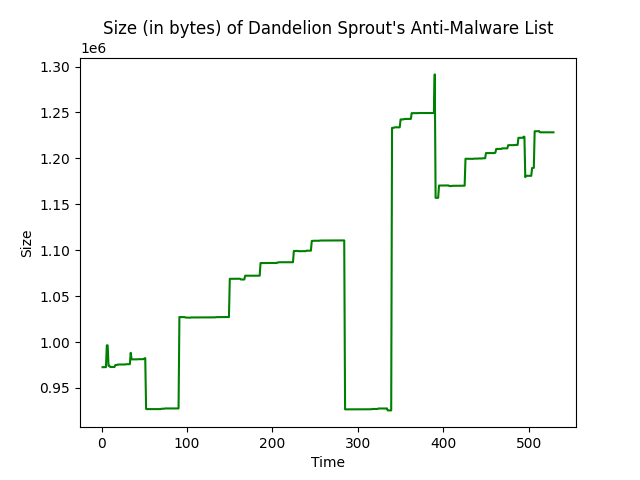 Size (in bytes) of Dandelion Sprout's Anti-Malware List
1e6
1.30
1.25
1.20
1.15
1.10
1.05
1.00
0.95
Size
0 100 200 300 400 500
Time